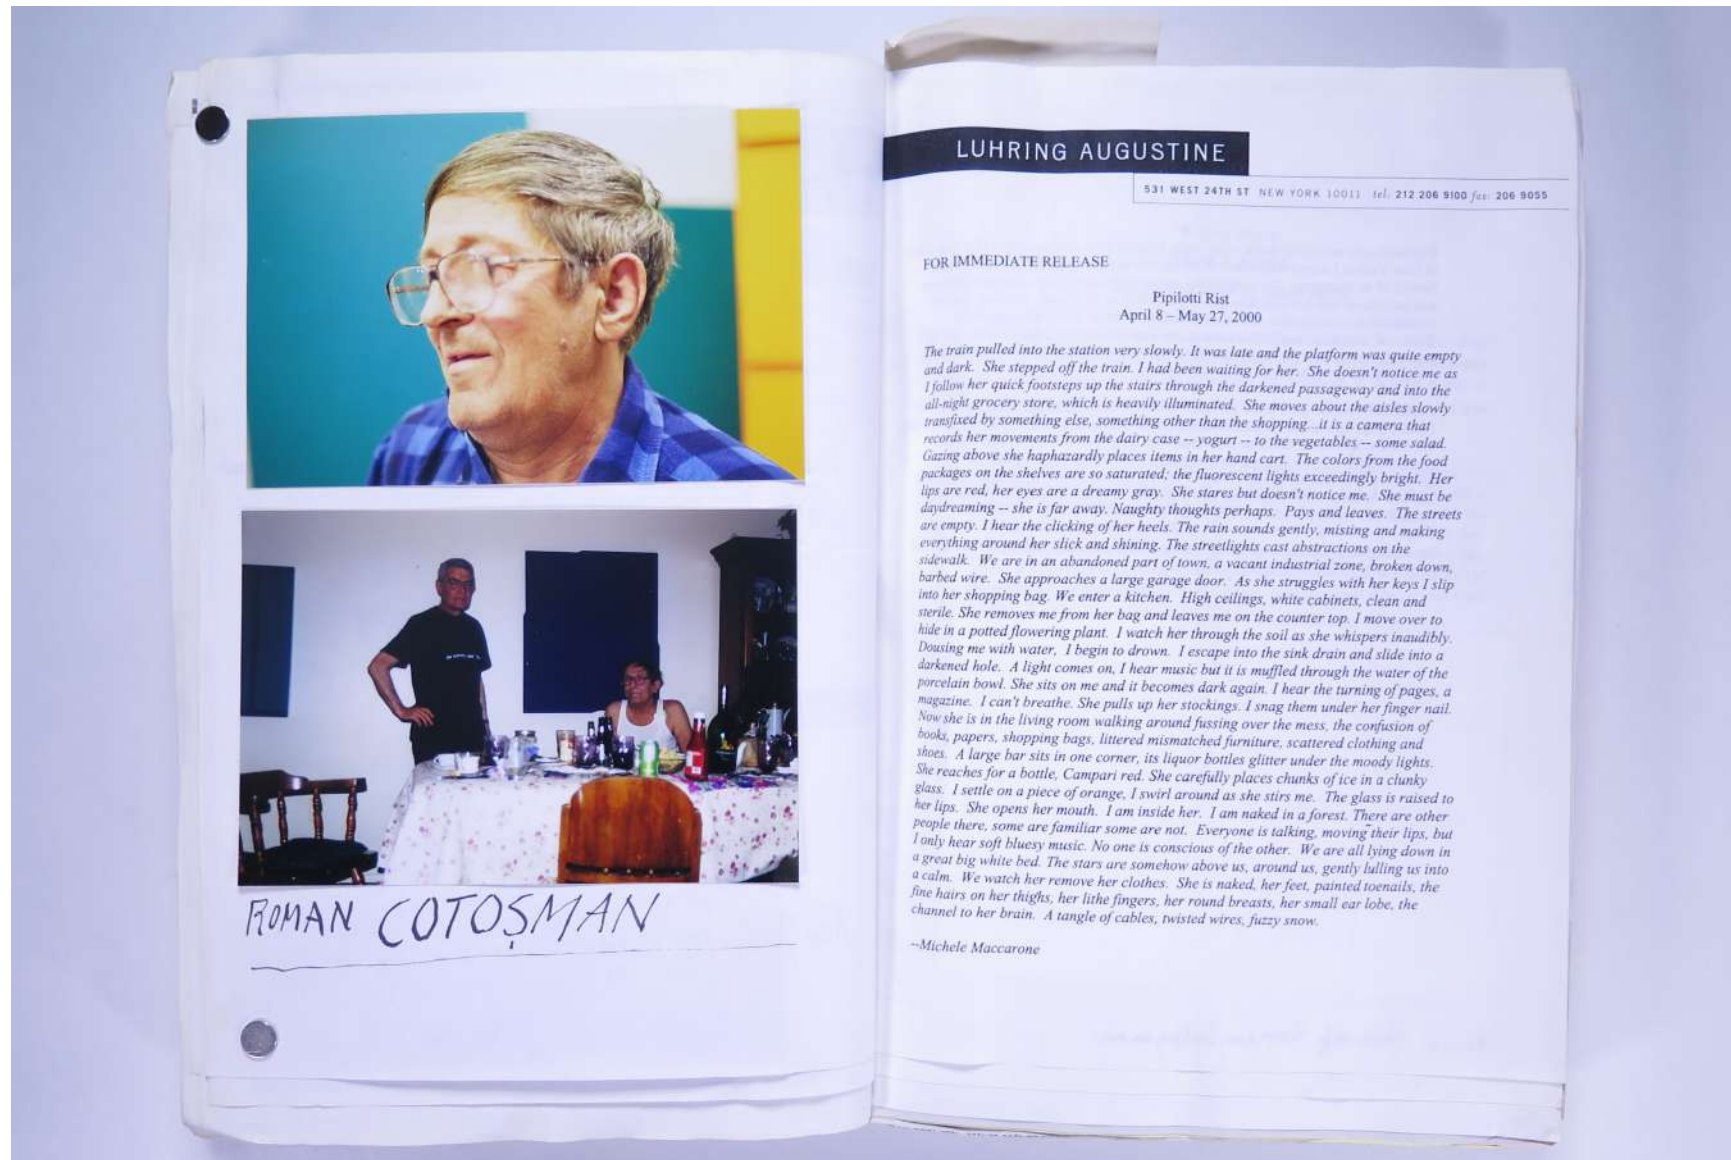 ROMAN COTOȘMAN
LUHRING AUGUSTINE
531 WEST 24TH ST NEW YORK 10011 tel: 212 206 9100 fax: 206 9055
FOR IMMEDIATE RELEASE
Pipilotti Rist
April 8 – May 27, 2000
The train pulled into the station very slowly. It was late and the platform was quite empty
and dark. She stepped off the train. I had been waiting for her. She doesn't notice me as
I follow her quick footsteps up the stairs through the darkened passageway and into the
all-night grocery store, which is heavily illuminated. She moves about the aisles slowly
transfixed by something else, something other than the shopping...it is a camera that
records her movements from the dairy case -- yogurt -- to the vegetables -- some salad.
Gazing above she haphazardly places items in her hand cart. The colors from the food
packages on the shelves are so saturated; the fluorescent lights exceedingly bright. Her
lips are red, her eyes are a dreamy gray. She stares but doesn't notice me. She must be
daydreaming -- she is far away. Naughty thoughts perhaps. Pays and leaves. The streets
are empty. I hear the clicking of her heels. The rain sounds gently, misting and making
everything around her slick and shining. The streetlights cast abstractions on the
sidewalk. We are in an abandoned part of town, a vacant industrial zone, broken down,
barbed wire. She approaches a large garage door. As she struggles with her keys I slip
into her shopping bag. We enter a kitchen. High ceilings, white cabinets, clean and
sterile. She removes me from her bag and leaves me on the counter top. I move over to
hide in a potted flowering plant. I watch her through the soil as she whispers inaudibly.
Dousing me with water, I begin to drown. I escape into the sink drain and slide into a
darkened hole. A light comes on, I hear music but it is muffled through the water of the
porcelain bowl. She sits on me and it becomes dark again. I hear the turning of pages, a
magazine. I can't breathe. She pulls up her stockings. I snag them under her finger nail.
Now she is in the living room walking around fussing over the mess, the confusion of
books, papers, shopping bags, littered mismatched furniture, scattered clothing and
shoes. A large bar sits in one corner, its liquor bottles glitter under the moody lights.
She reaches for a bottle, Campari red. She carefully places chunks of ice in a clunky
glass. I settle on a piece of orange, I swirl around as she stirs me. The glass is raised to
her lips. She opens her mouth. I am inside her. I am naked in a forest. There are other
people there, some are familiar some are not. Everyone is talking, moving their lips, but
I only hear soft bluesy music. No one is conscious of the other. We are all lying down in
a great big white bed. The stars are somehow above us, around us, gently lulling us into
a calm. We watch her remove her clothes. She is naked, her feet, painted toenails, the
fine hairs on her thighs, her lithe fingers, her round breasts, her small ear lobe, the
channel to her brain. A tangle of cables, twisted wires, fuzzy snow.
--Michele Maccarone